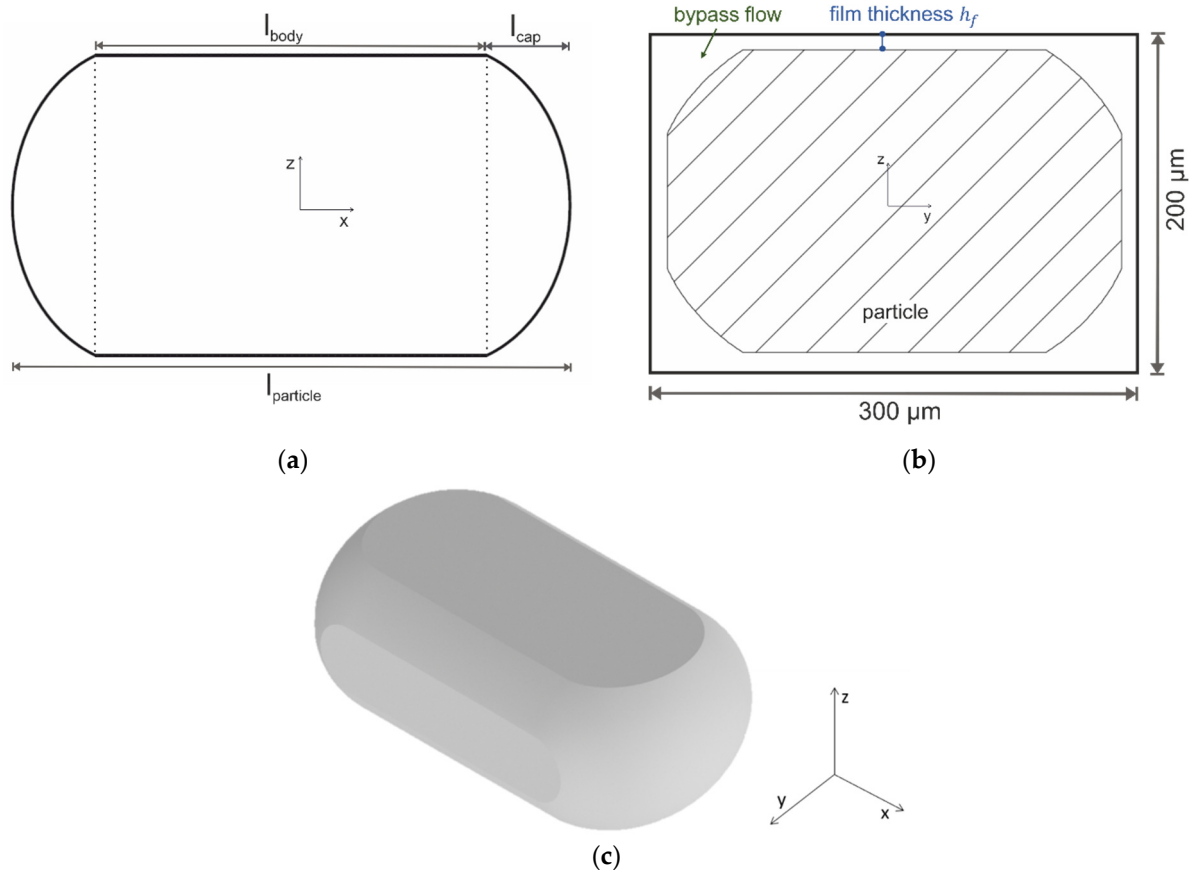 l_body
l_cap
z
x
l_particle
(a)
bypass flow
film thickness h_f
z
y
particle
200 μm
300 μm
(b)
z
y
x
(c)